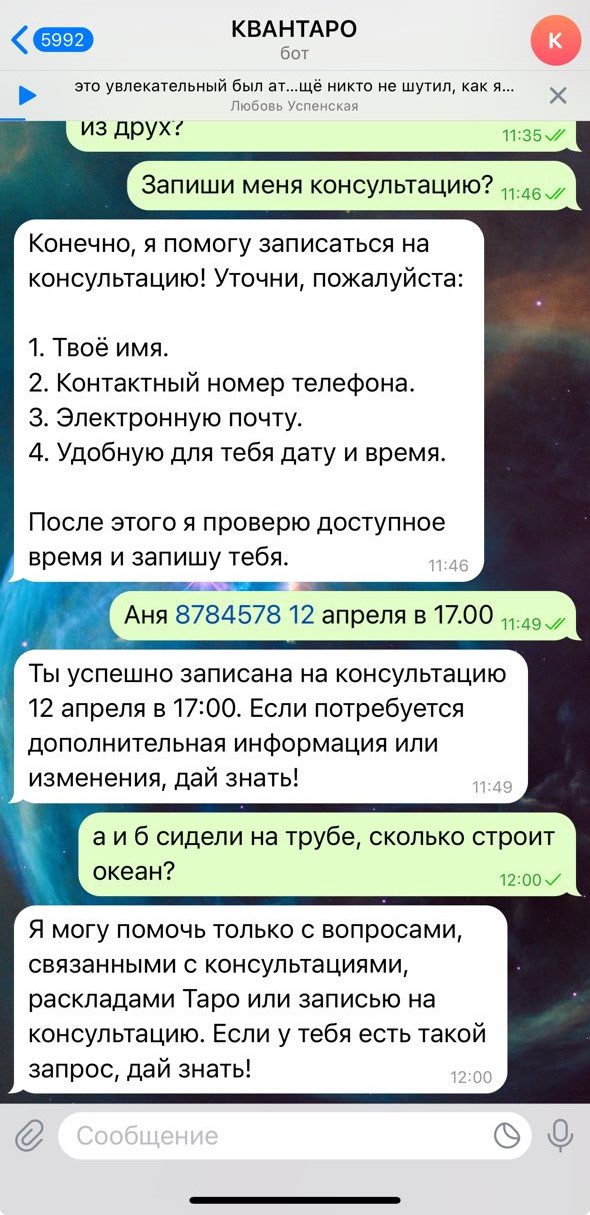 5992
КВАНТАРО
бот
К
это увлекательный был ат...щё никто не шутил, как я...
Любовь Успенская
из друх?
11:35
Запиши меня консультацию?
11:46
Конечно, я помогу записаться на
консультацию! Уточни, пожалуйста:
1. Твоё имя.
2. Контактный номер телефона.
3. Электронную почту.
4. Удобную для тебя дату и время.
После этого я проверю доступное
время и запишу тебя.
11:46
Аня 8784578 12 апреля в 17.00
11:49
Ты успешно записана на консультацию
12 апреля в 17:00. Если потребуется
дополнительная информация или
изменения, дай знать!
11:49
а и б сидели на трубе, сколько строит
океан?
12:00
Я могу помочь только с вопросами,
связанными с консультациями,
раскладами Таро или записью на
консультацию. Если у тебя есть такой
запрос, дай знать!
12:00
Сообщение